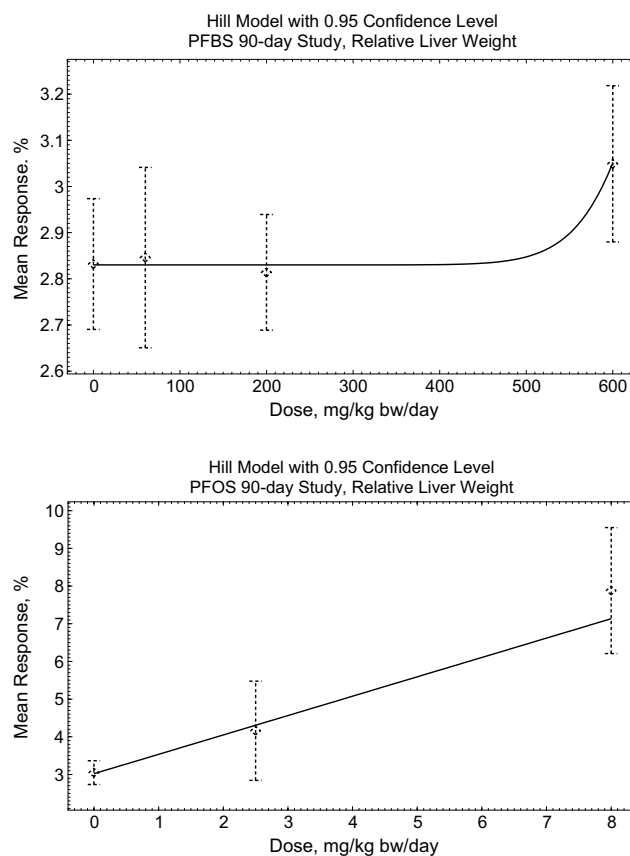 Hill Model with 0.95 Confidence Level
PFBS 90-day Study, Relative Liver Weight
Mean Response. %
3.2
3.1
3
2.9
2.8
2.7
2.6
0 100 200 300 400 500 600
Dose, mg/kg bw/day
Hill Model with 0.95 Confidence Level
PFOS 90-day Study, Relative Liver Weight
Mean Response, %
10
9
8
7
6
5
4
3
0 1 2 3 4 5 6 7 8
Dose, mg/kg bw/day